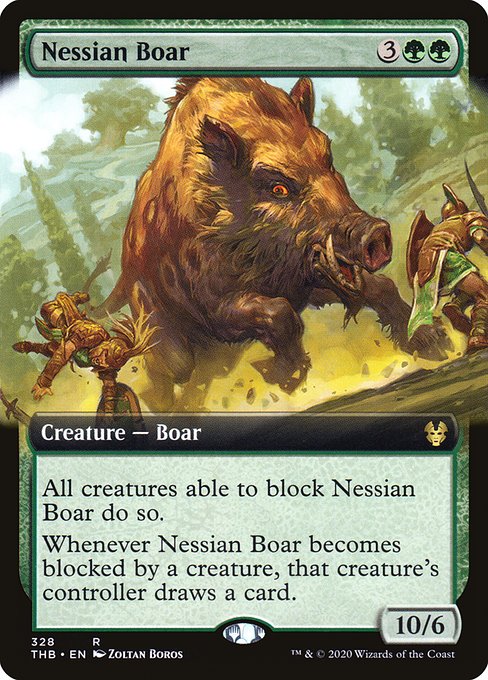 Nessian Boar 3
Creature — Boar
All creatures able to block Nessian
Boar do so.
Whenever Nessian Boar becomes
blocked by a creature, that creature's
controller draws a card.
10/6
328 R
THB • EN Zoltan Boros ™ & © 2020 Wizards of the Coast